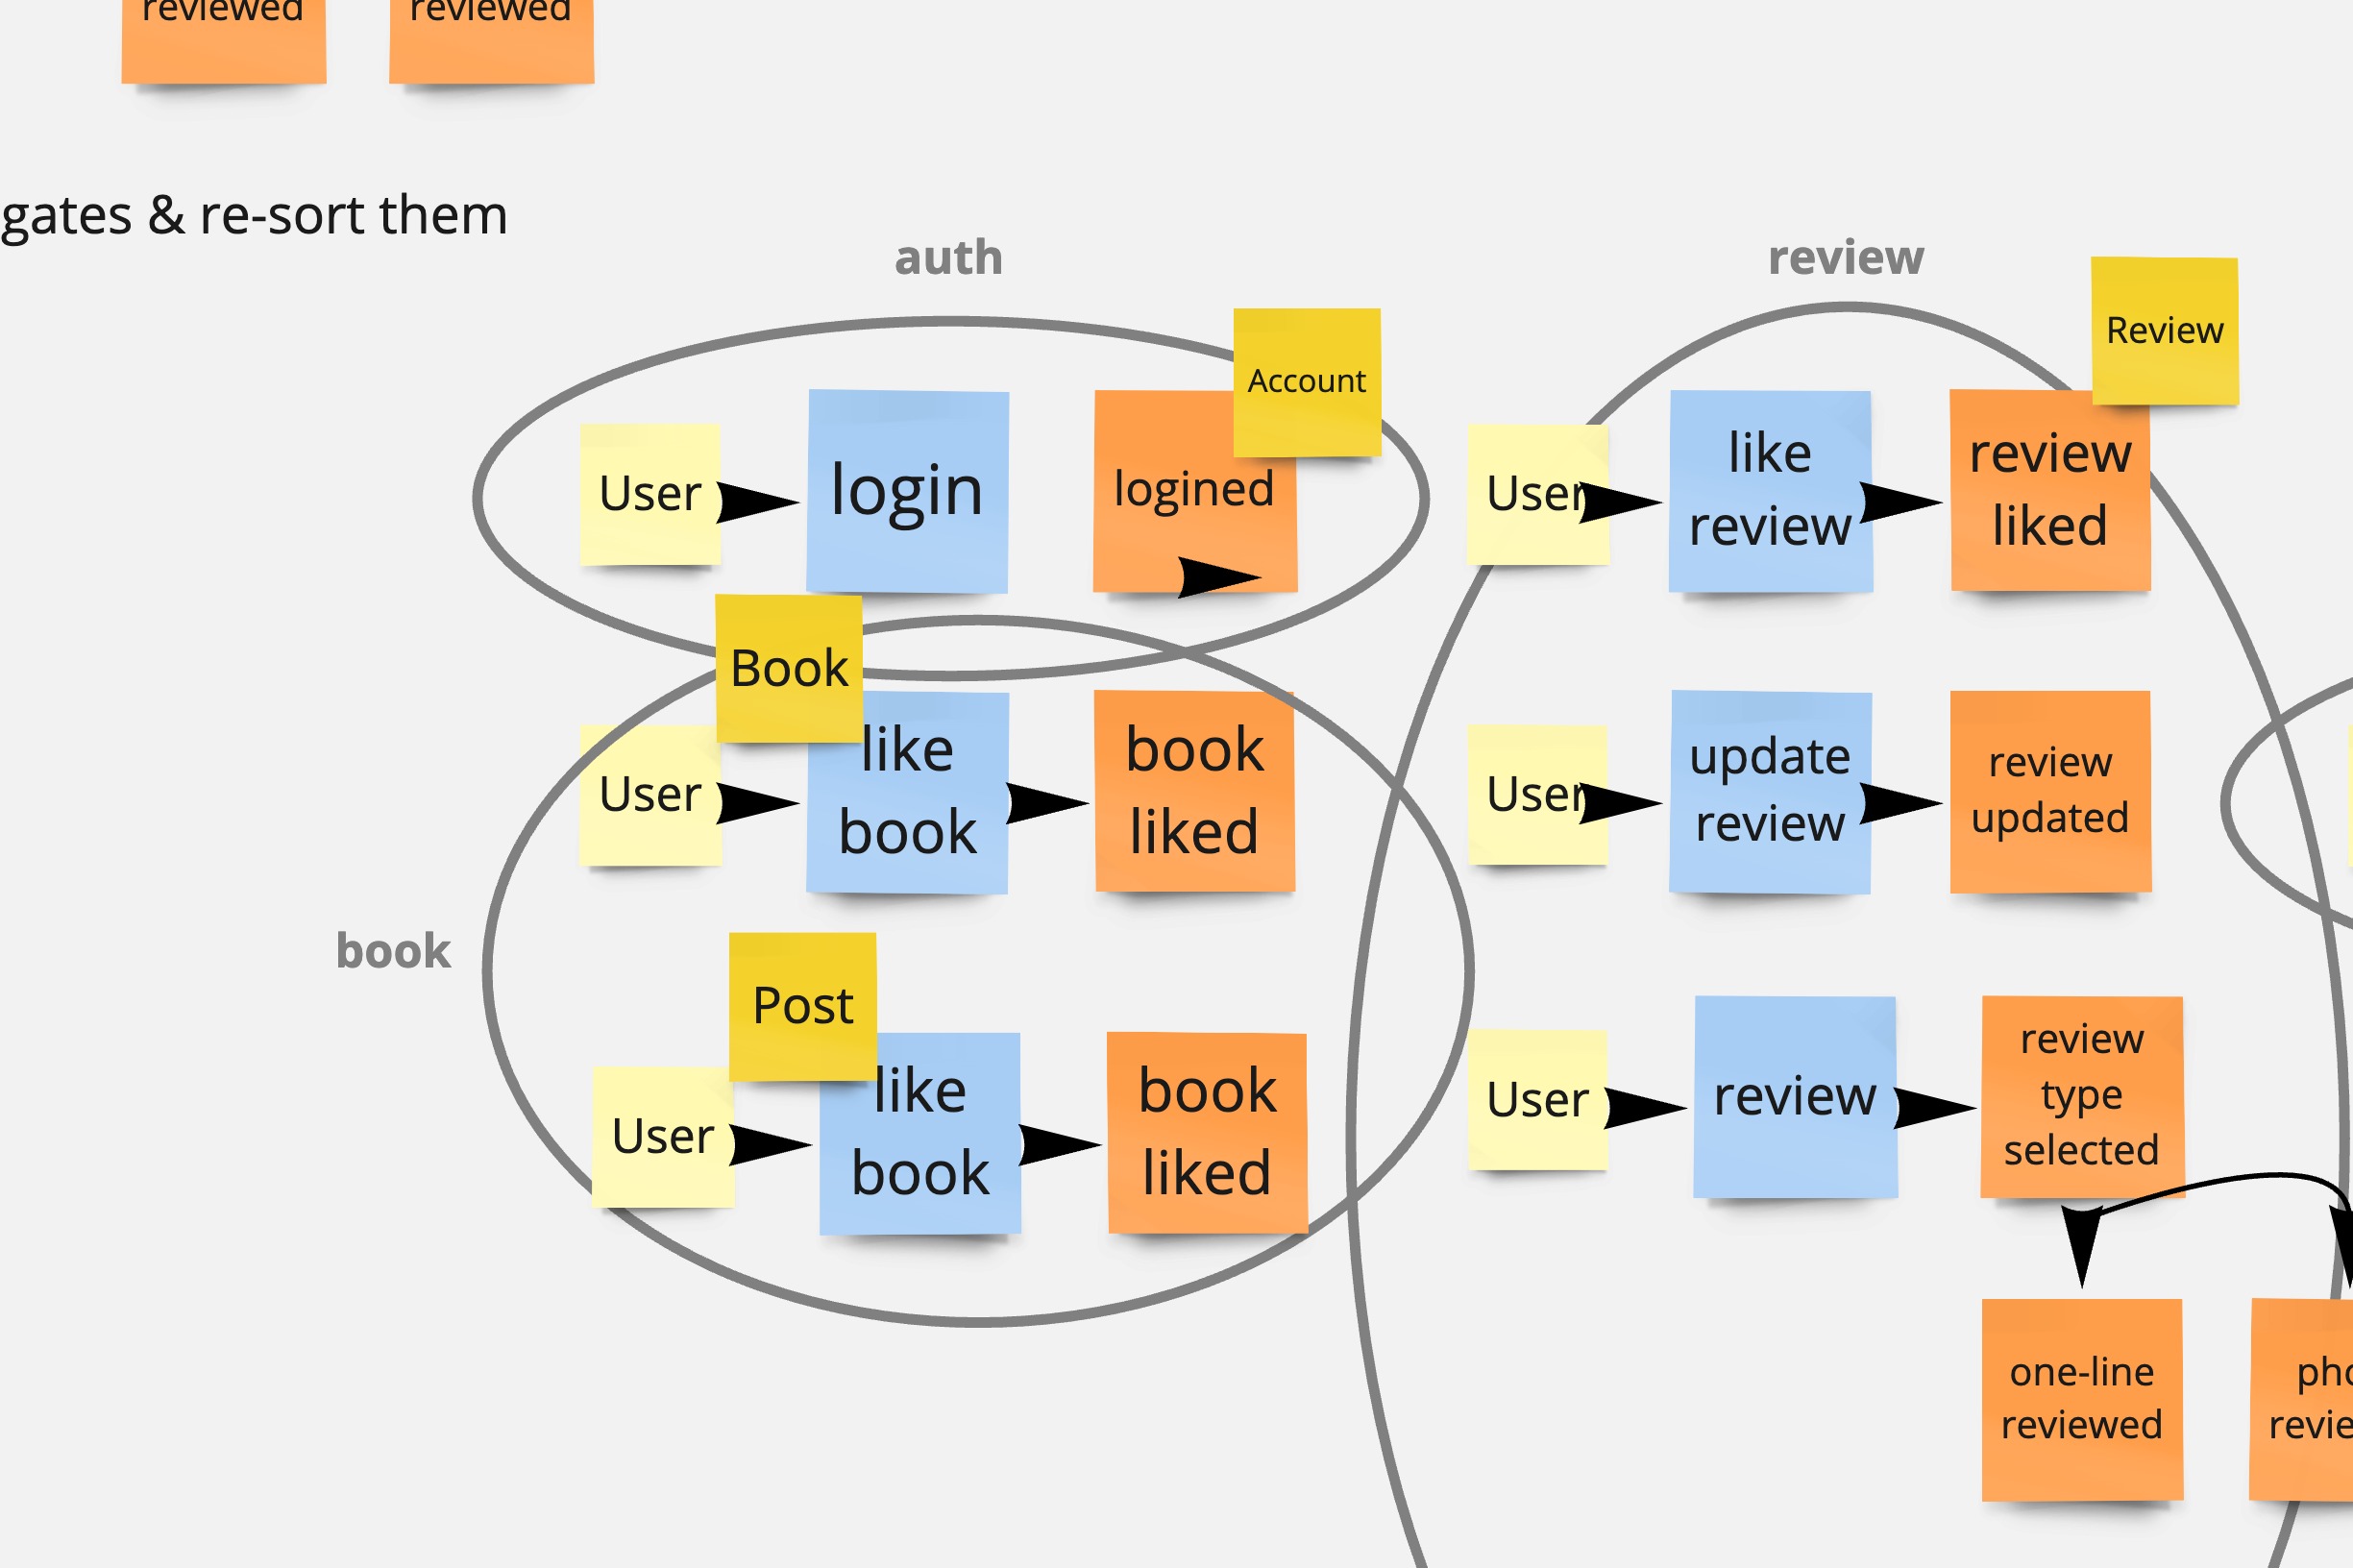 reviewed
reviewed
gates & re-sort them
auth
Account
User
login
logined
book
Book
User
like
book
book
liked
Post
User
like
book
book
liked
review
Review
User
like
review
review
liked
User
update
review
review
updated
User
review
review
type
selected
one-line
reviewed